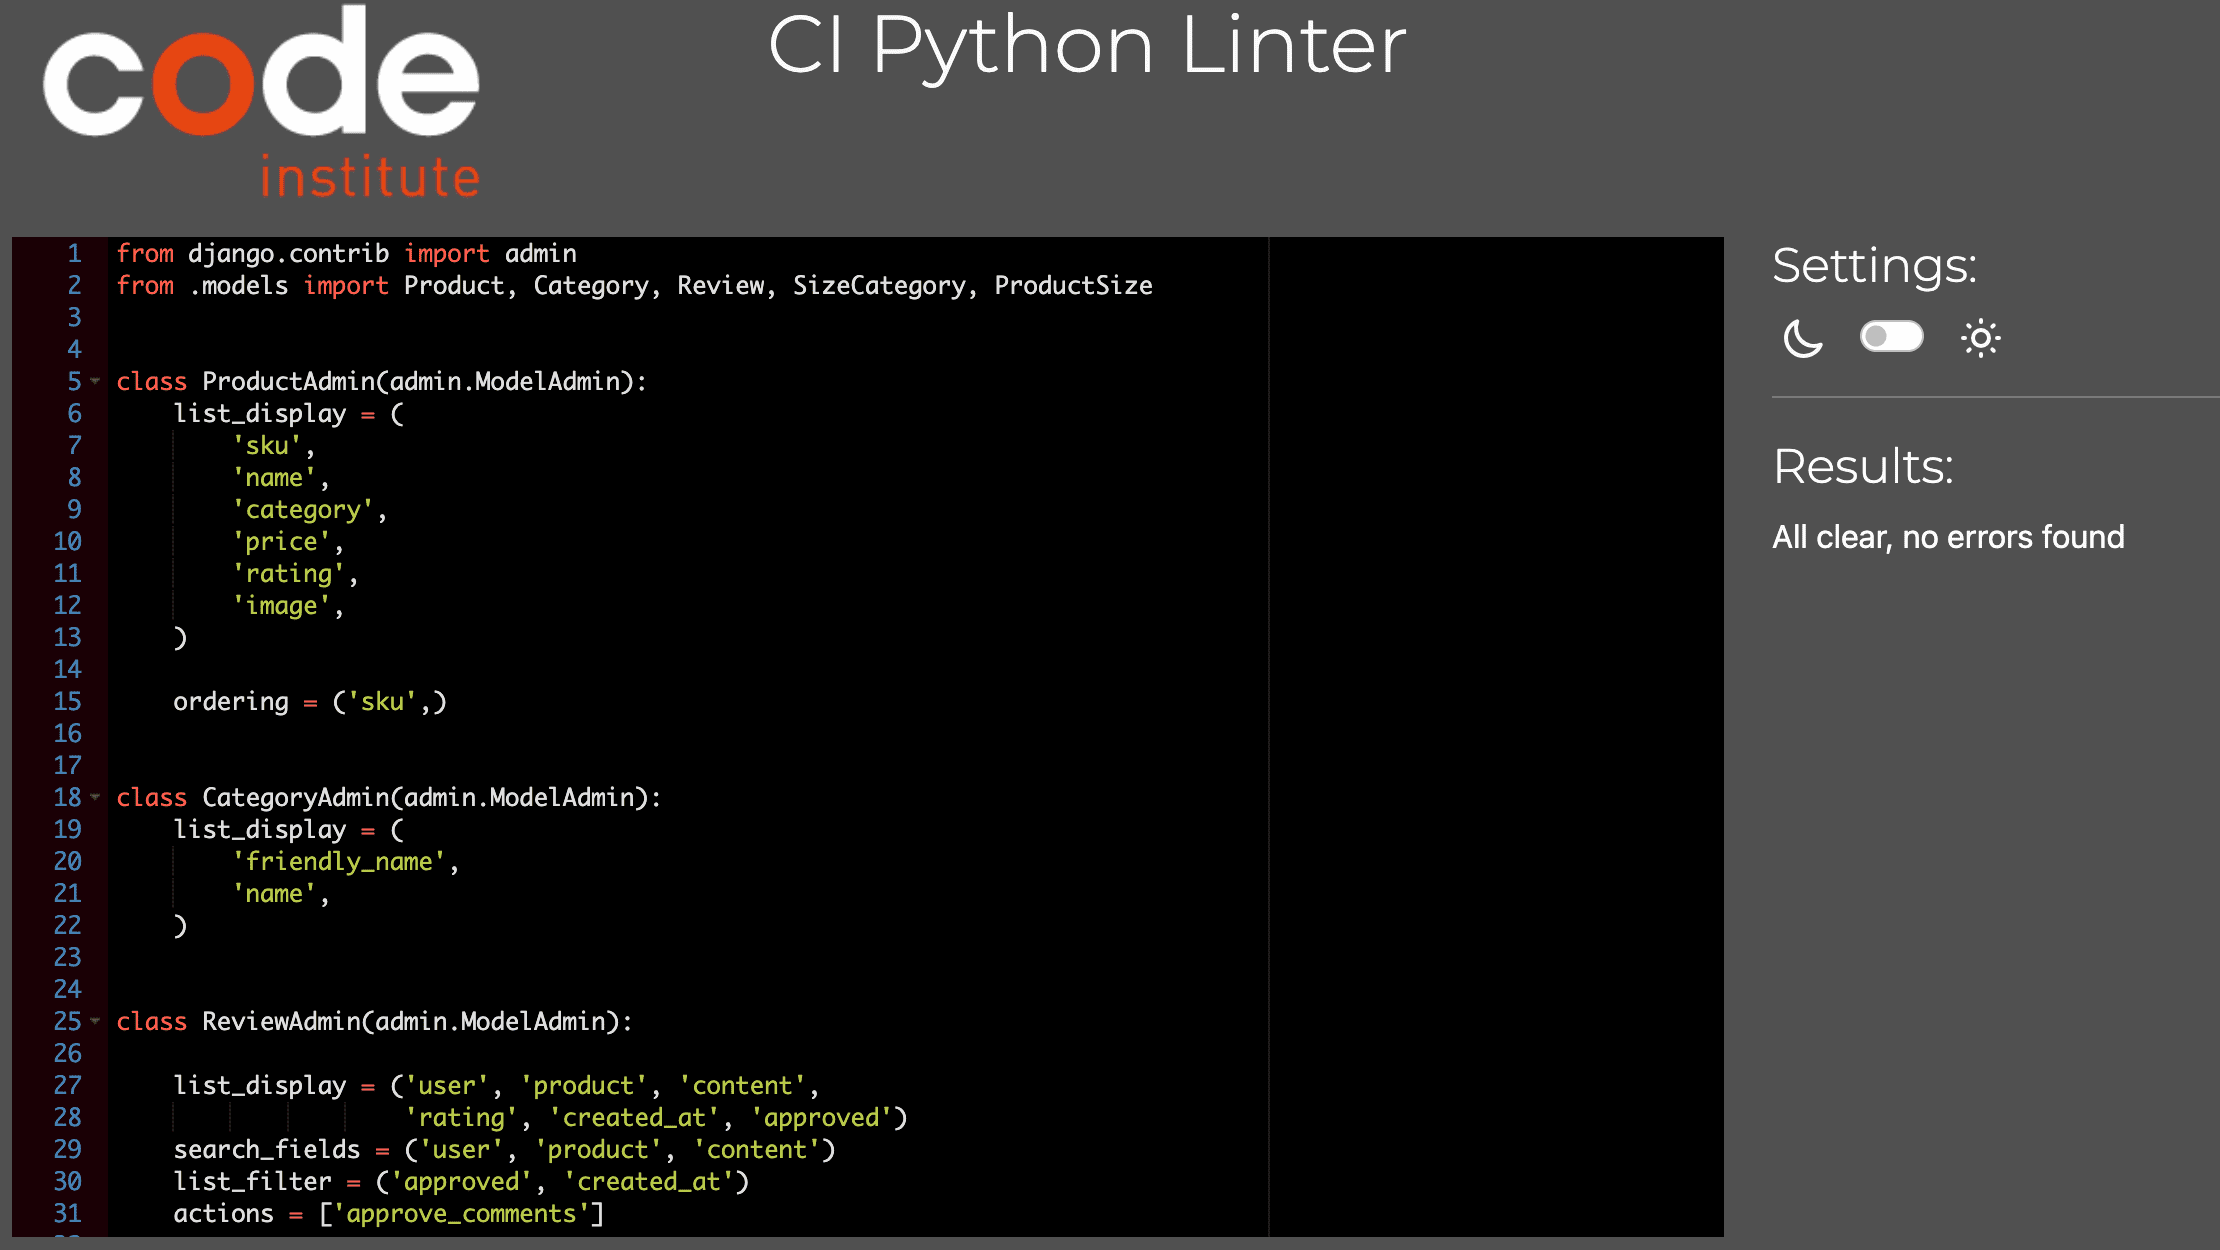 code
institute
CI Python Linter
1 from django.contrib import admin
2 from .models import Product, Category, Review, SizeCategory, ProductSize
3
4
5 class ProductAdmin(admin.ModelAdmin):
6     list_display = (
7         'sku',
8         'name',
9         'category',
10         'price',
11         'rating',
12         'image',
13     )
14
15     ordering = ('sku',)
16
17
18 class CategoryAdmin(admin.ModelAdmin):
19     list_display = (
20         'friendly_name',
21         'name',
22     )
23
24
25 class ReviewAdmin(admin.ModelAdmin):
26
27     list_display = ('user', 'product', 'content',
28                     'rating', 'created_at', 'approved')
29     search_fields = ('user', 'product', 'content')
30     list_filter = ('approved', 'created_at')
31     actions = ['approve_comments']
Settings:
Results:
All clear, no errors found